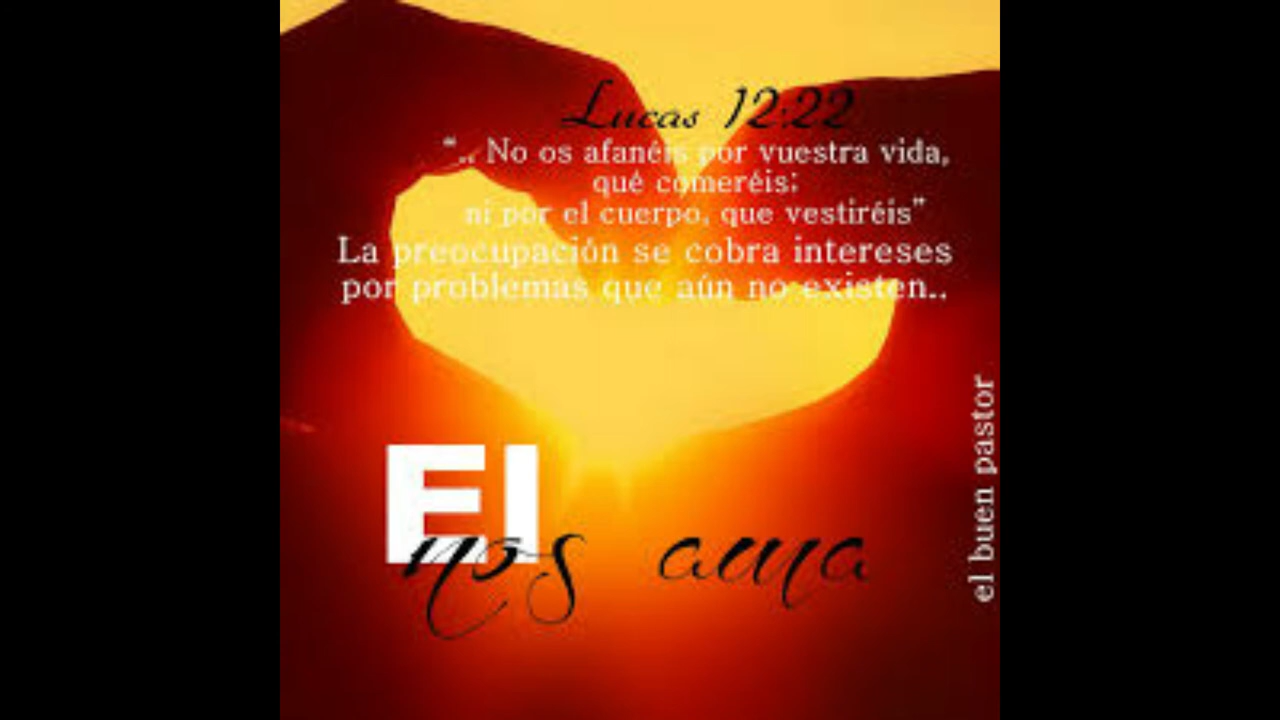 Lucas 12:22
“.. No os afanéis por vuestra vida,
qué comeréis;
ni por el cuerpo, que vestiréis”
La preocupación se cobra intereses
por problemas que aún no existen..
El
nos ama
el buen pastor